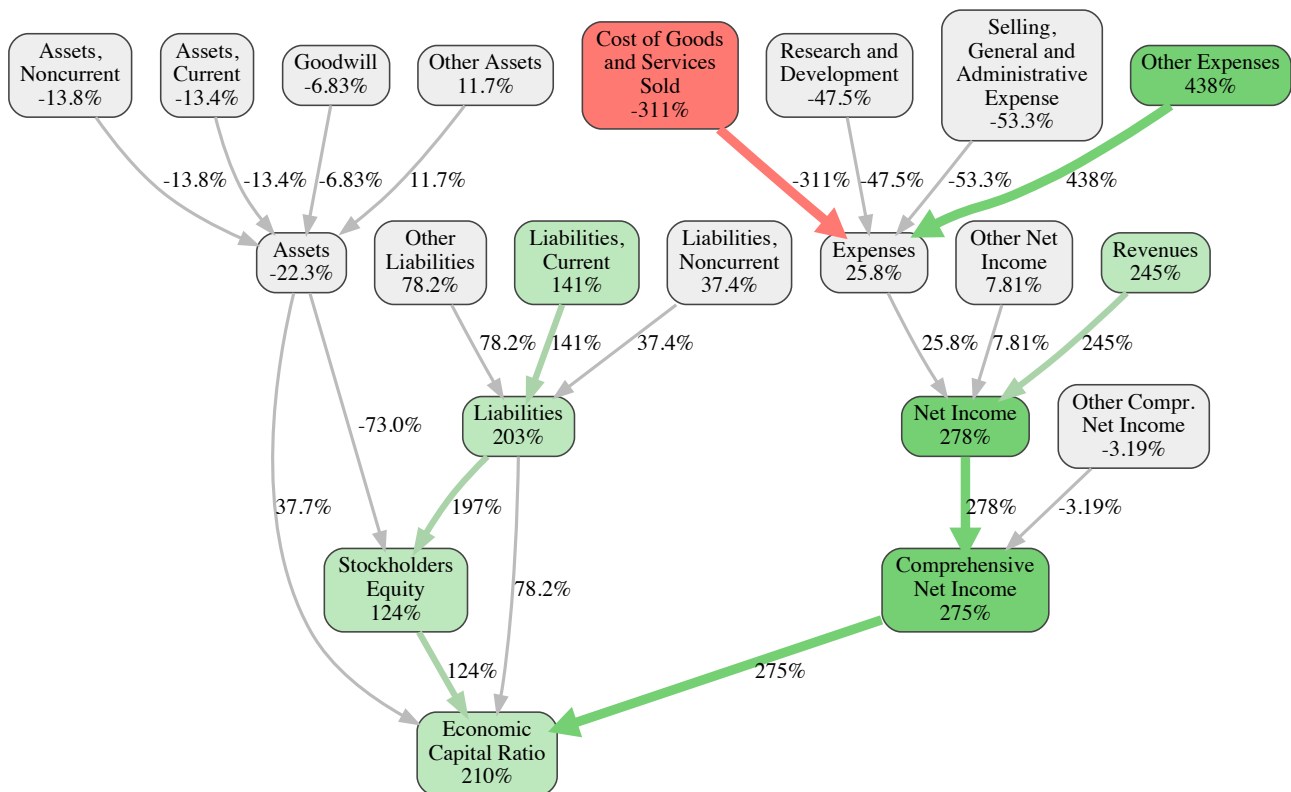 Assets,
Noncurrent
-13.8%
Assets,
Current
-13.4%
Goodwill
-6.83%
Other Assets
11.7%
Cost of Goods
and Services
Sold
-311%
Research and
Development
-47.5%
Selling,
General and
Administrative
Expense
-53.3%
Other Expenses
438%
-13.8%
-13.4%
-6.83%
11.7%
-311%
-47.5%
-53.3%
438%
Assets
-22.3%
Other
Liabilities
78.2%
Liabilities,
Current
141%
Liabilities,
Noncurrent
37.4%
Expenses
25.8%
Other Net
Income
7.81%
Revenues
245%
78.2%
141%
37.4%
25.8%
7.81%
245%
-73.0%
Liabilities
203%
Net Income
278%
Other Compr.
Net Income
-3.19%
37.7%
197%
278%
-3.19%
Stockholders
Equity
124%
78.2%
Comprehensive
Net Income
275%
124%
275%
Economic
Capital Ratio
210%